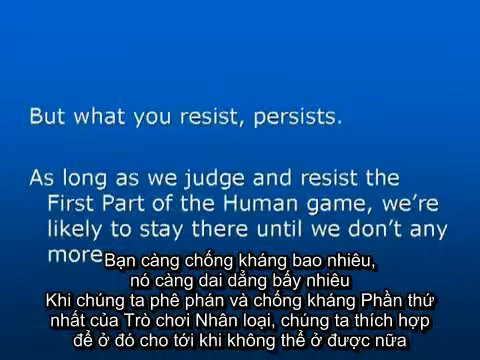 But what you resist, persists.
As long as we judge and resist the
First Part of the Human game, we're
likely to stay there until we don't any
more.
Bạn càng chống kháng bao nhiêu,
nó càng dai dẳng bấy nhiêu
Khi chúng ta phê phán và chống kháng Phần thứ
nhất của Trò chơi Nhân loại, chúng ta thích hợp
để ở đó cho tới khi không thể ở được nữa